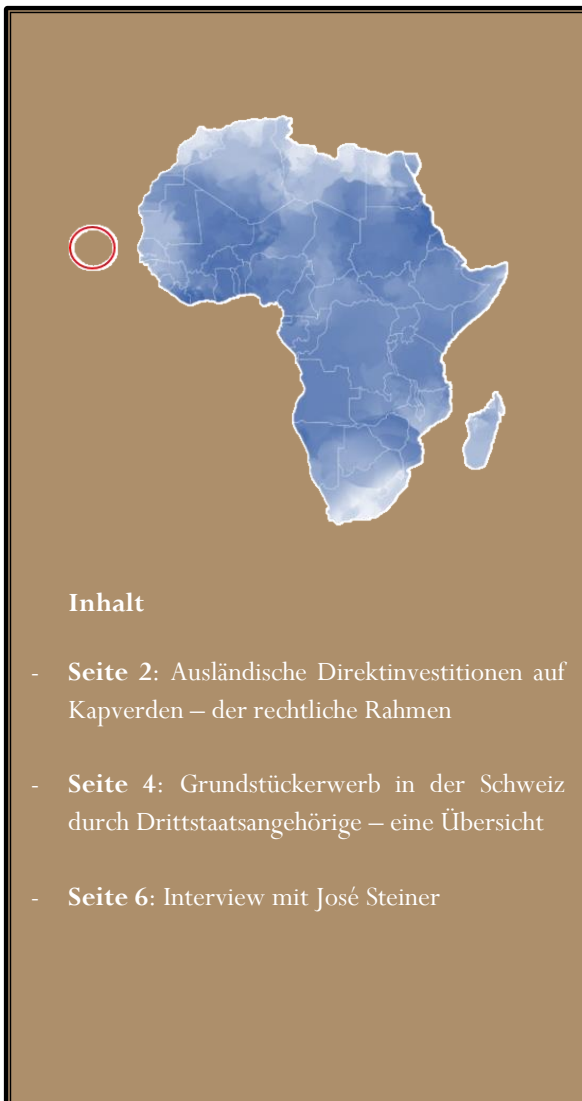 Inhalt
- Seite 2: Ausländische Direktinvestitionen auf
Kapverden – der rechtliche Rahmen
- Seite 4: Grundstückerwerb in der Schweiz
durch Drittstaatsangehörige – eine Übersicht
- Seite 6: Interview mit José Steiner